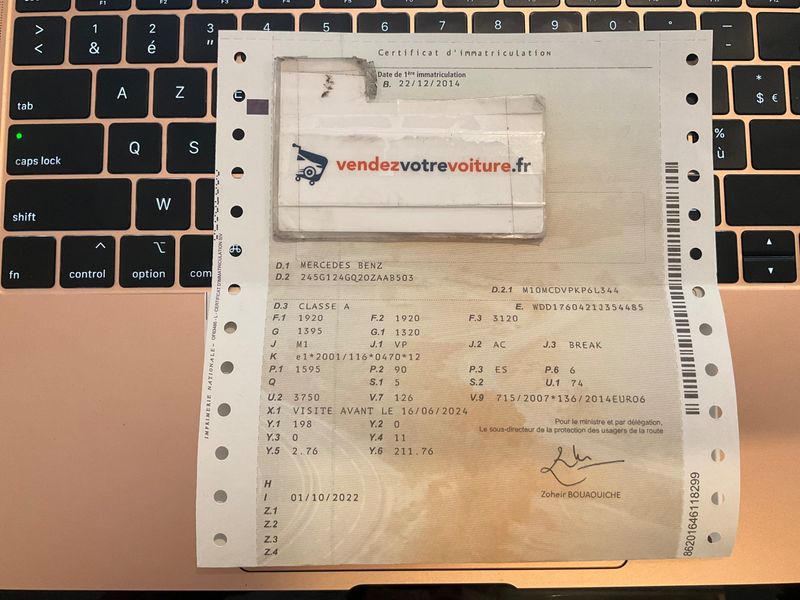 Certificat d'immatriculation
Date de 1ère immatriculation
B. 22/12/2014
vendezvotrevoiture.fr
D.1 MERCEDES BENZ
D.2 245G124GQ2OZAAB503
D.2.1 M10MCDVPKP6L344
D.3 CLASSE A
E. WDD1760421J354485
F.1 1920 F.2 1920 F.3 3120
G 1395 G.1 1320
J M1 J.1 VP J.2 AC J.3 BREAK
K e1*2001/116*0470*12
P.1 1595 P.2 90 P.3 ES P.6 6
Q S.1 5 S.2 U.1 74
U.2 3750 V.7 126 V.9 715/2007*136/2014EURO6
X.1 VISITE AVANT LE 16/06/2024
Y.1 198 Y.2 0
Y.3 0 Y.4 11
Y.5 2.76 Y.6 211.76
Pour le ministre et par délégation,
Le sous-directeur de la protection des usagers de la route
Zoheir BOUAOUICHE
H
I 01/10/2022
Z.1
Z.2
Z.3
Z.4
86201646118299
IMPRIMERIE NATIONALE
tab
A
Z
caps lock
Q
S
shift
W
fn
control
option
com